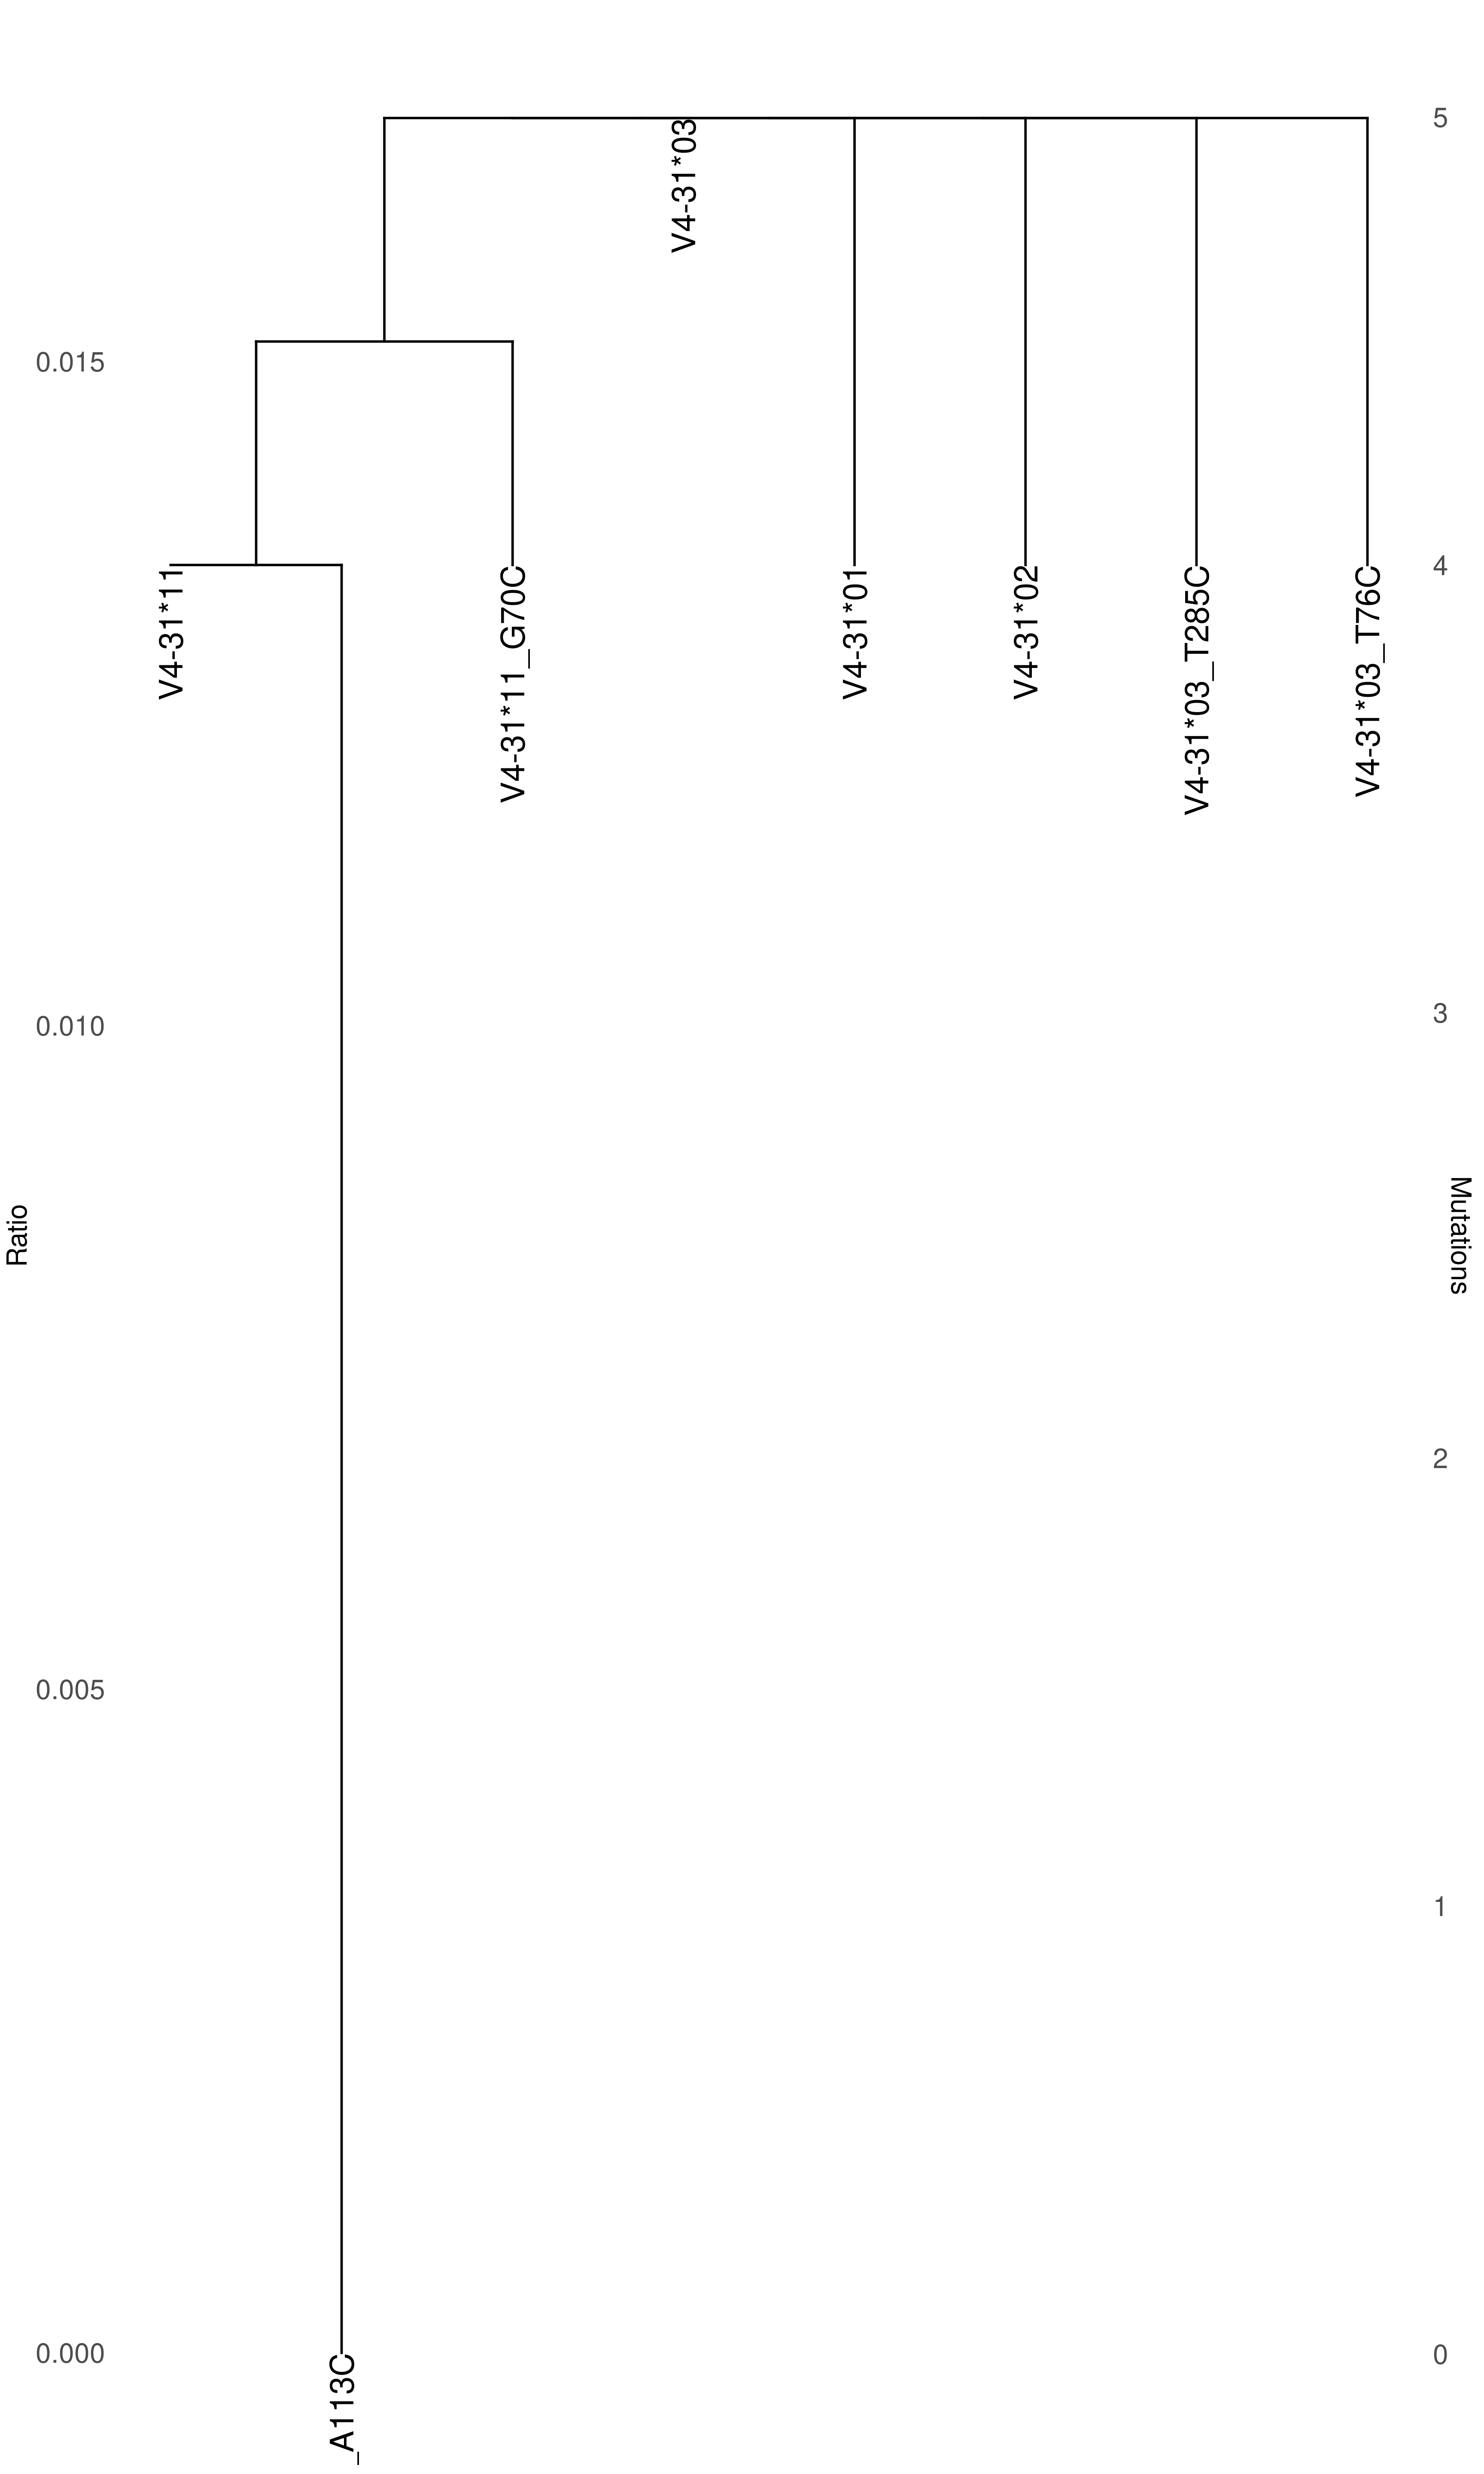 5
V4-31*03
0.015
4
V4-31*11
V4-31*11_G70C
V4-31*01
V4-31*02
V4-31*03_T285C
V4-31*03_T76C
0.010
3
Ratio
Mutations
2
0.005
1
0.000
0
_A113C